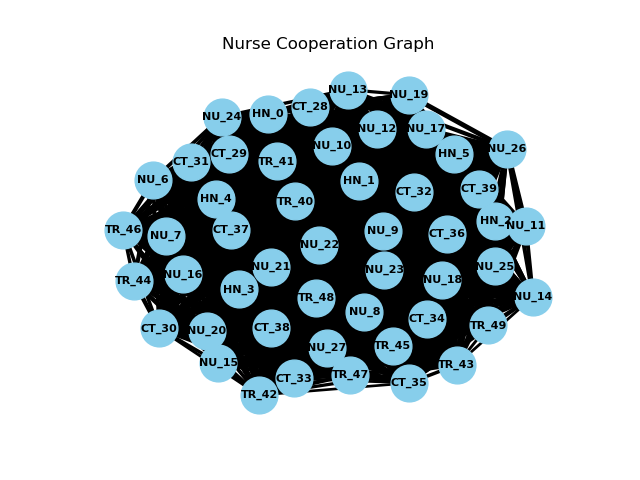 Nurse Cooperation Graph
NU_13
NU_19
CT_28
HN_0
NU_24
NU_12
NU_17
NU_10
NU_26
HN_5
CT_29
CT_31
TR_41
NU_6
HN_1
CT_39
CT_32
HN_4
TR_40
HN_2
NU_11
TR_46
CT_37
NU_9
CT_36
NU_7
NU_22
NU_21
NU_25
NU_16
NU_23
NU_18
TR_44
HN_3
TR_48
NU_14
NU_8
CT_34
TR_49
CT_30
NU_20
CT_38
TR_45
NU_27
NU_15
TR_43
CT_33
TR_47
CT_35
TR_42